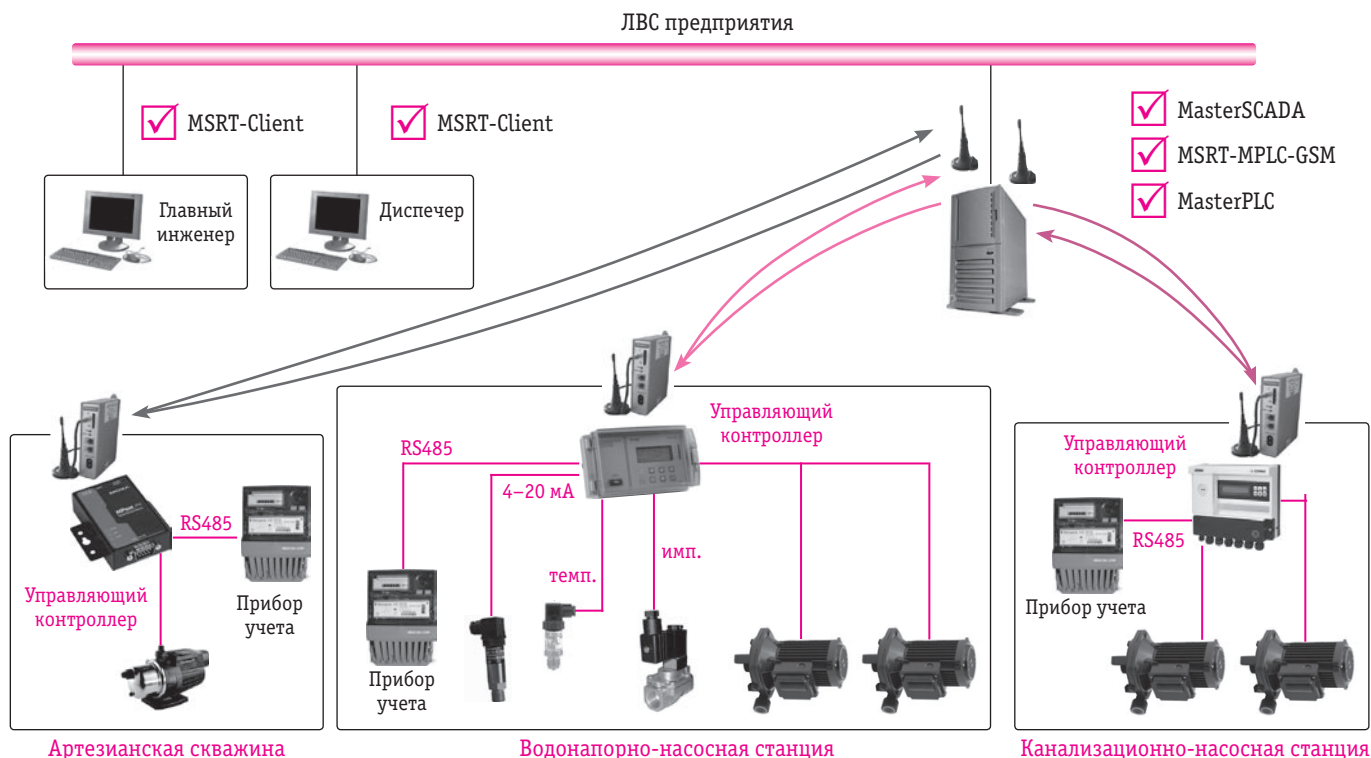 ЛВС предприятия
MSRT-Client
MSRT-Client
MasterSCADA
MSRT-MPLC-GSM
MasterPLC
Главный
инженер
Диспечер
Управляющий
контроллер
RS485
4–20 мА
темп.
имп.
Прибор
учета
RS485
Управляющий
контроллер
Прибор
учета
Управляющий
контроллер
RS485
Прибор учета
Артезианская скважина
Водонапорно-насосная станция
Канализационно-насосная станция